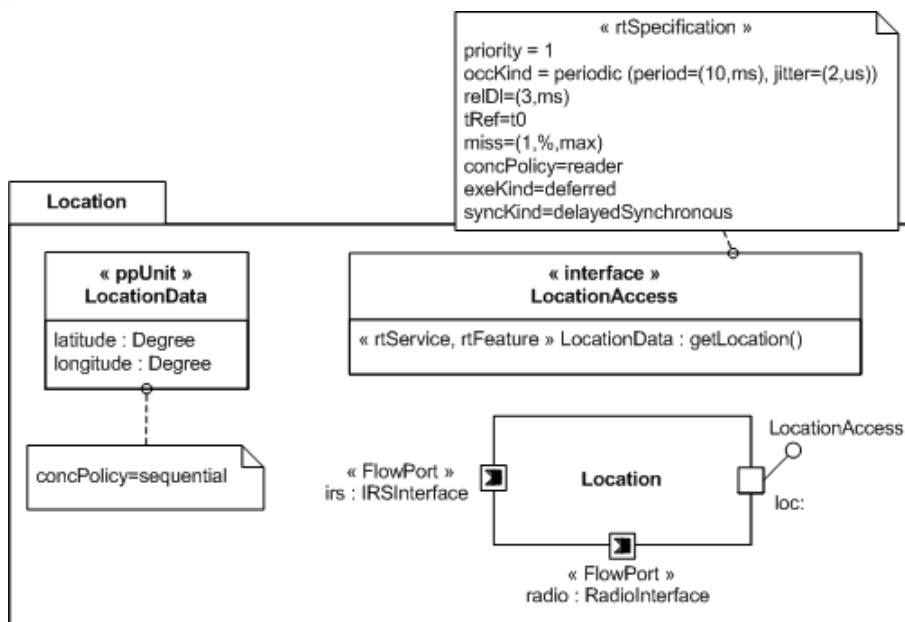 « rtSpecification »
priority = 1
occKind = periodic (period=(10,ms), jitter=(2,us))
relDl=(3,ms)
tRef=t0
miss=(1,%,max)
concPolicy=reader
exeKind=deferred
syncKind=delayedSynchronous
Location
« ppUnit »
LocationData
latitude : Degree
longitude : Degree
concPolicy=sequential
« interface »
LocationAccess
« rtService, rtFeature » LocationData : getLocation()
LocationAccess
« FlowPort »
irs : IRSInterface
Location
loc:
« FlowPort »
radio : RadioInterface